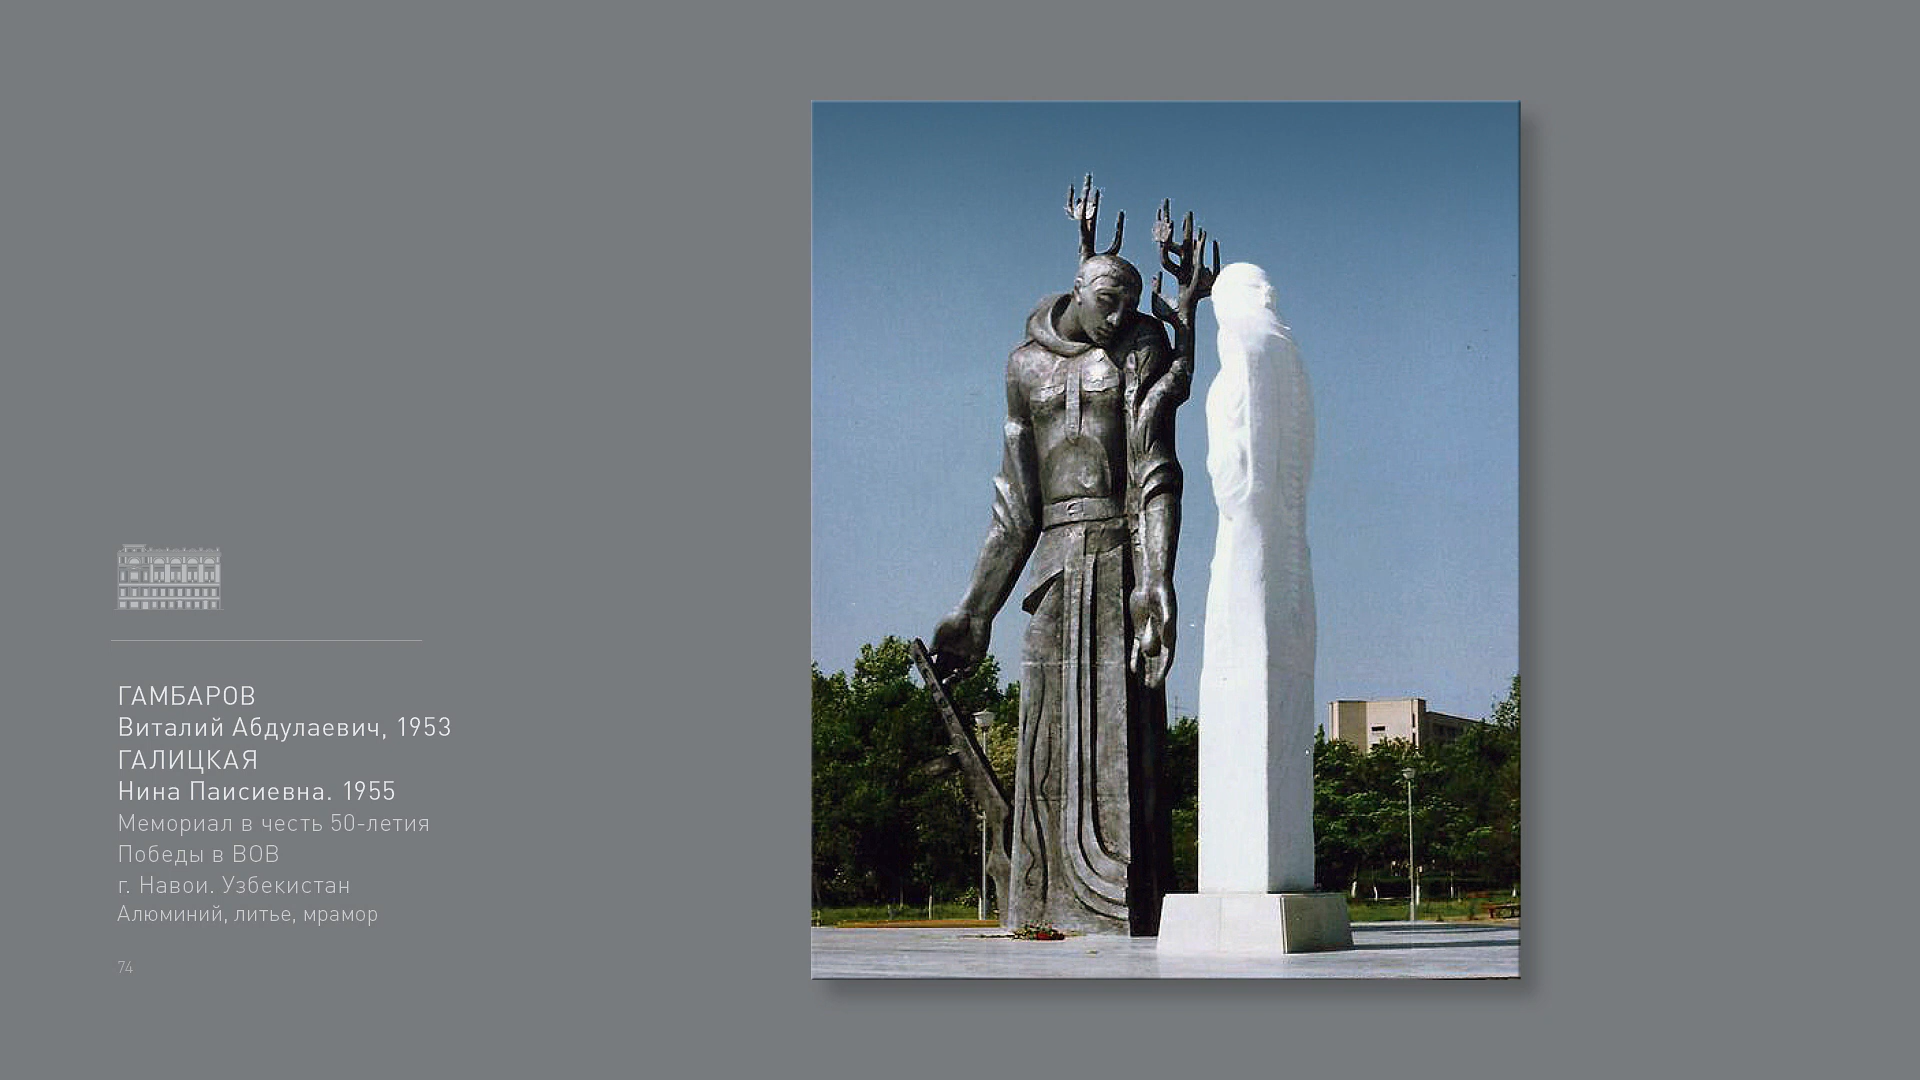 ГАМБАРОВ
Виталий Абдулаевич, 1953
ГАЛИЦКАЯ
Нина Паисиевна. 1955
Мемориал в честь 50-летия
Победы в ВОВ
г. Навои. Узбекистан
Алюминий, литье, мрамор
74